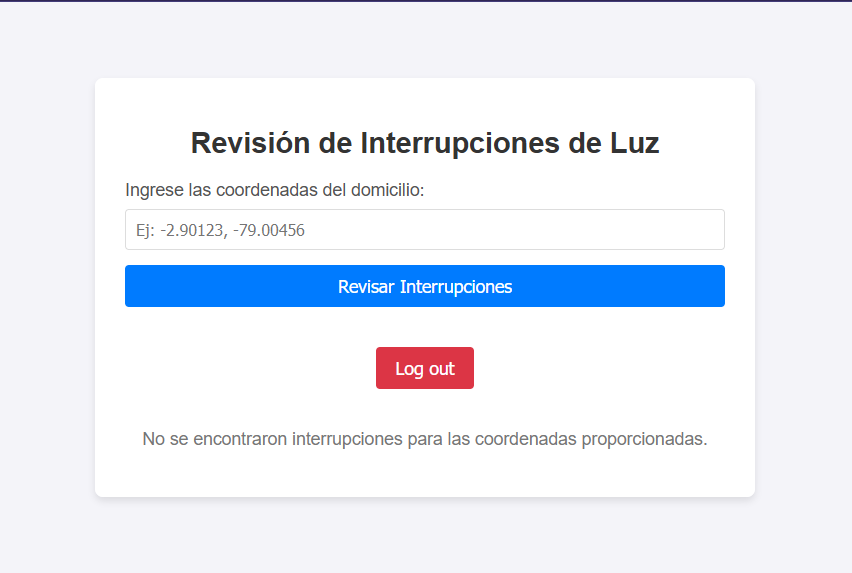 Revisión de Interrupciones de Luz
Ingrese las coordenadas del domicilio:
Ej: -2.90123, -79.00456
Revisar Interrupciones
Log out
No se encontraron interrupciones para las coordenadas proporcionadas.